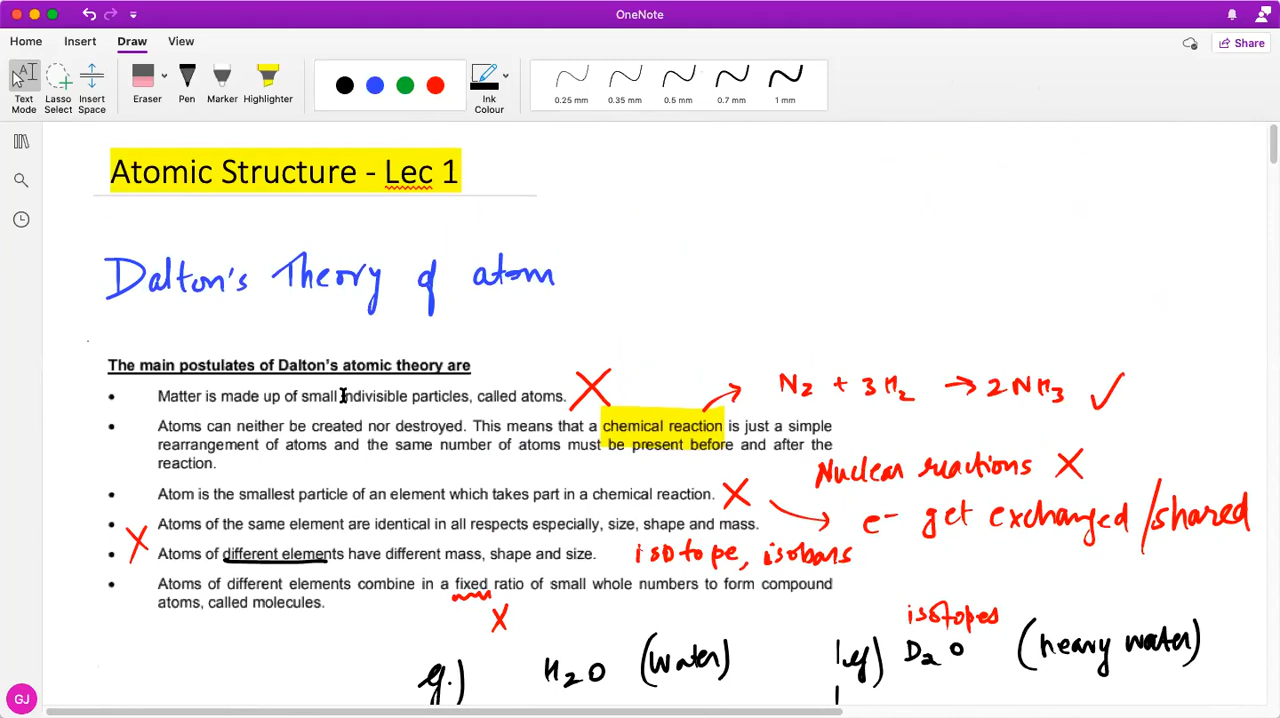 OneNote
Home Insert Draw View
Share
Text Mode
Lasso Select
Insert Space
Eraser
Pen
Marker
Highlighter
Ink Colour
0.25 mm 0.35 mm 0.5 mm 0.7 mm 1 mm
Atomic Structure - Lec 1
Dalton's Theory of atom
The main postulates of Dalton's atomic theory are
• Matter is made up of small indivisible particles, called atoms. X
N2 + 3H2 → 2NH3 ✓
• Atoms can neither be created nor destroyed. This means that a chemical reaction is just a simple
rearrangement of atoms and the same number of atoms must be present before and after the
reaction.
Nuclear reactions X
• Atom is the smallest particle of an element which takes part in a chemical reaction. X
→ e- get exchanged/shared
• Atoms of the same element are identical in all respects especially, size, shape and mass.
X • Atoms of different elements have different mass, shape and size.
isotope, isobars
• Atoms of different elements combine in a fixed ratio of small whole numbers to form compound
atoms, called molecules.
X
isotopes
eg.) H2O (water)
eg) D2O (heavy water)
GJ